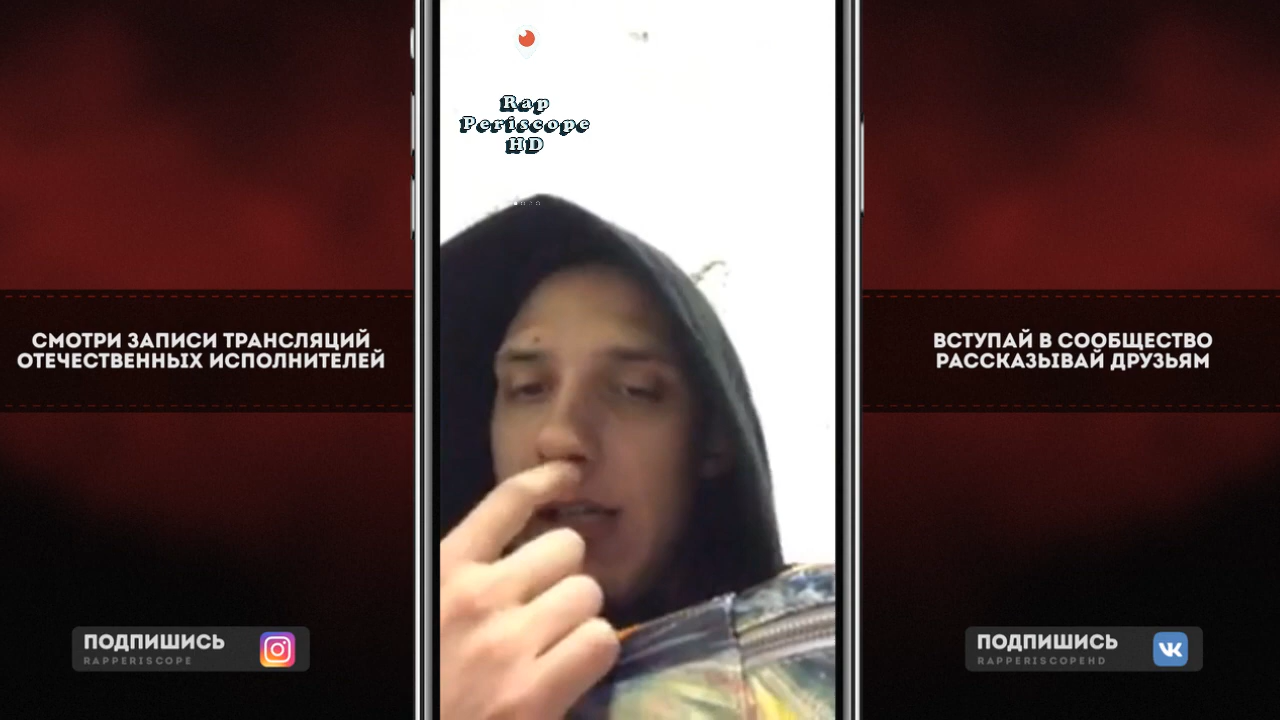 Rap
Periscope
HD
СМОТРИ ЗАПИСИ ТРАНСЛЯЦИЙ
ОТЕЧЕСТВЕННЫХ ИСПОЛНИТЕЛЕЙ
ВСТУПАЙ В СООБЩЕСТВО
РАССКАЗЫВАЙ ДРУЗЬЯМ
ПОДПИШИСЬ
RAPPERISCOPE
ПОДПИШИСЬ
RAPPERISCOPEHD